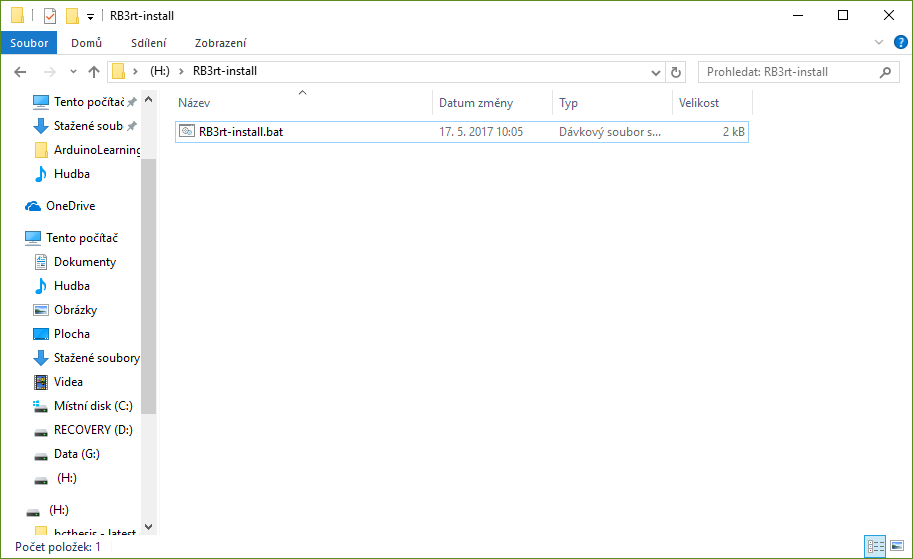 RB3rt-install
Soubor Domů Sdílení Zobrazení
(H:) RB3rt-install
Prohledat: RB3rt-install
Název Datum změny Typ Velikost
RB3rt-install.bat 17. 5. 2017 10:05 Dávkový soubor s... 2 kB
Tento počítač
Stažené soub
ArduinoLearning
Hudba
OneDrive
Tento počítač
Dokumenty
Hudba
Obrázky
Plocha
Stažené soubory
Videa
Místní disk (C:)
RECOVERY (D:)
Data (G:)
(H:)
(H:)
hcthesis - latest
Počet položek: 1